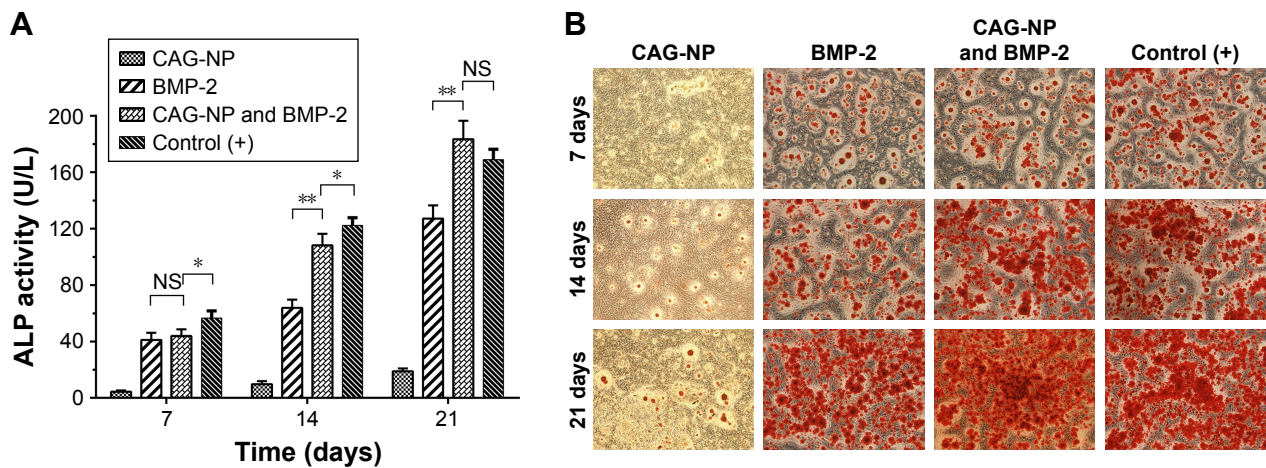 A
CAG-NP
BMP-2
CAG-NP and BMP-2
Control (+)
ALP activity (U/L)
200
160
120
80
40
0
NS
*
**
*
**
NS
7
14
21
Time (days)
B
CAG-NP
BMP-2
CAG-NP
and BMP-2
Control (+)
7 days
14 days
21 days